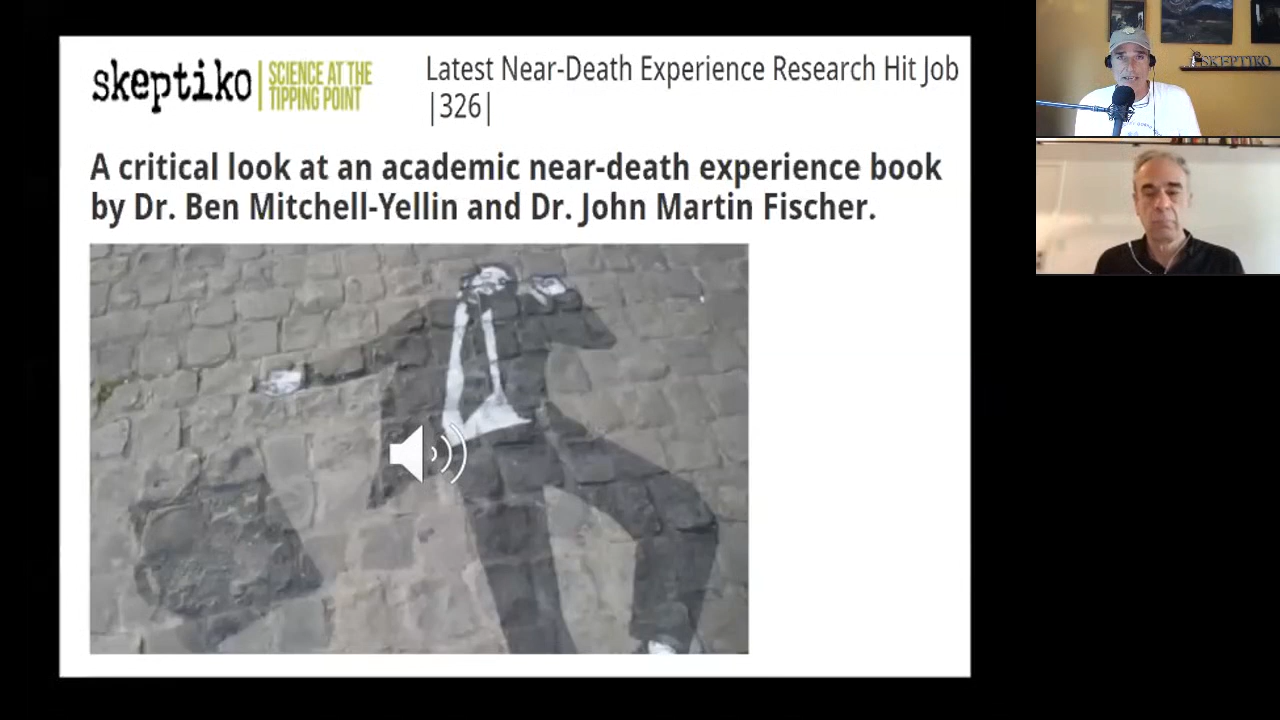 skeptiko
SCIENCE AT THE
TIPPING POINT
Latest Near-Death Experience Research Hit Job
|326|
A critical look at an academic near-death experience book
by Dr. Ben Mitchell-Yellin and Dr. John Martin Fischer.
SKEPTIKO